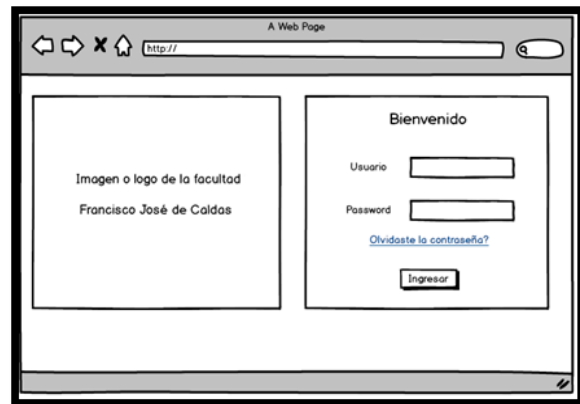 A Web Page
http://
Imagen o logo de la facultad
Francisco José de Caldas
Bienvenido
Usuario
Password
Olvidaste la contraseña?
Ingresar